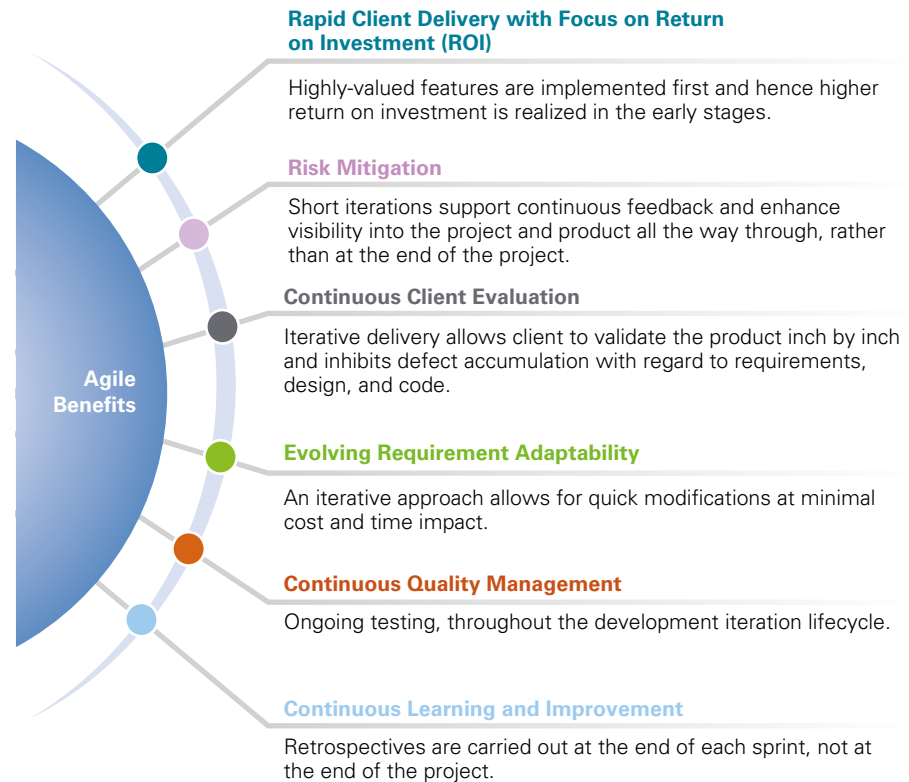 Rapid Client Delivery with Focus on Return
on Investment (ROI)
Highly-valued features are implemented first and hence higher
return on investment is realized in the early stages.
Risk Mitigation
Short iterations support continuous feedback and enhance
visibility into the project and product all the way through, rather
than at the end of the project.
Continuous Client Evaluation
Iterative delivery allows client to validate the product inch by inch
and inhibits defect accumulation with regard to requirements,
design, and code.
Agile
Benefits
Evolving Requirement Adaptability
An iterative approach allows for quick modifications at minimal
cost and time impact.
Continuous Quality Management
Ongoing testing, throughout the development iteration lifecycle.
Continuous Learning and Improvement
Retrospectives are carried out at the end of each sprint, not at
the end of the project.